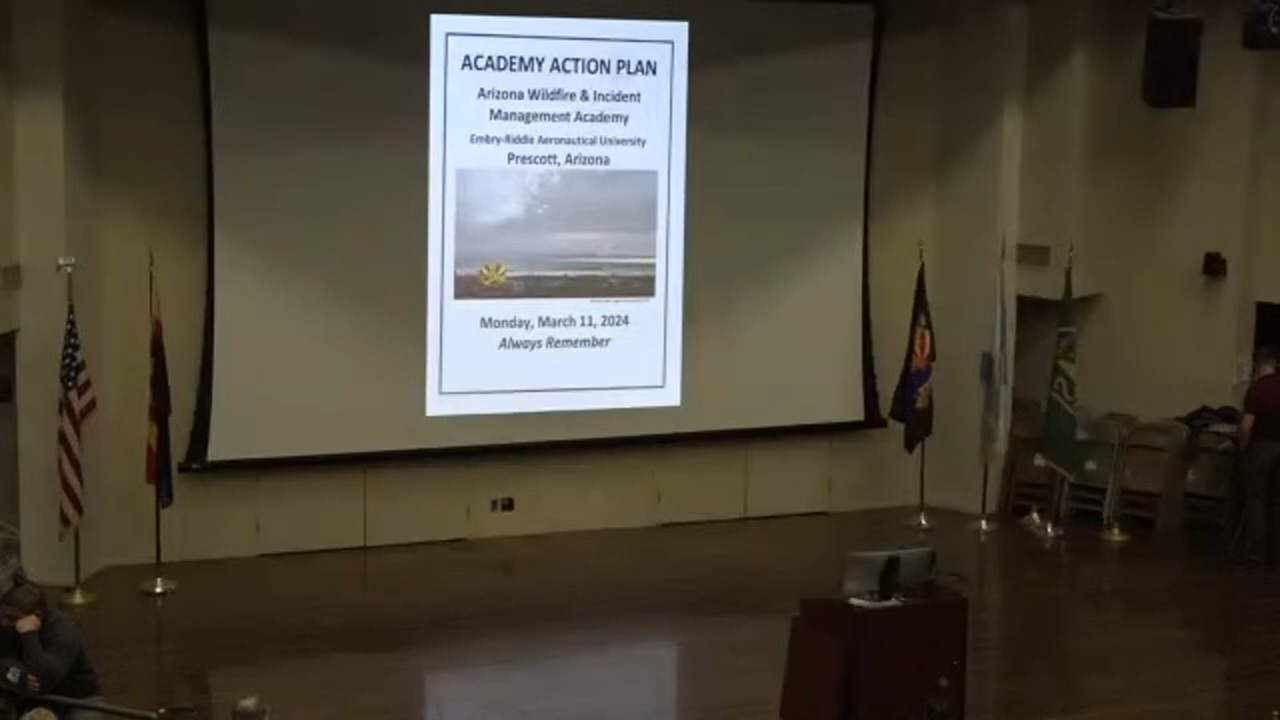 ACADEMY ACTION PLAN
Arizona Wildfire & Incident
Management Academy
Embry-Riddle Aeronautical University
Prescott, Arizona
Monday, March 11, 2024
Always Remember